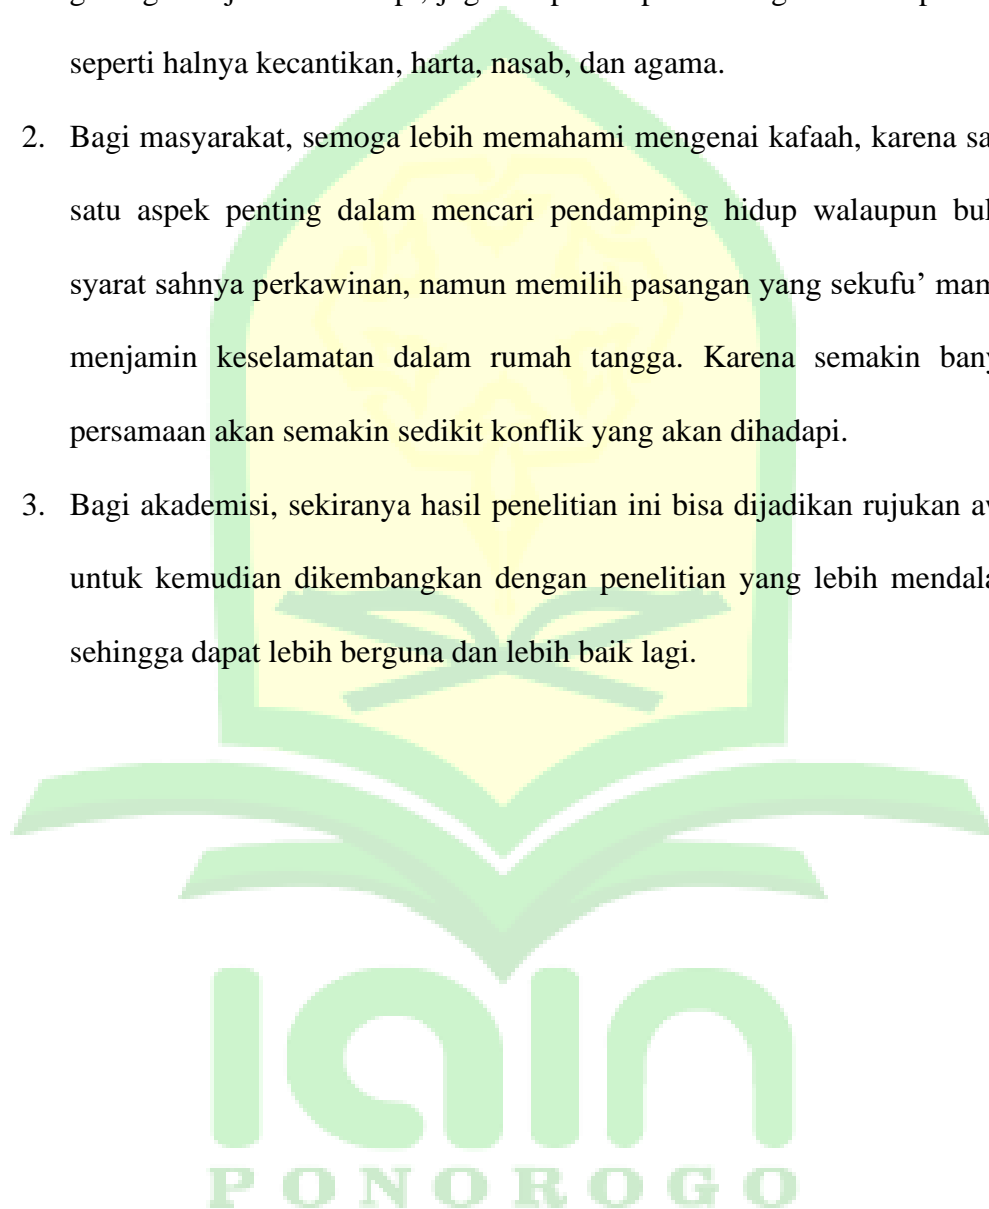 seperti halnya kecantikan, harta, nasab, dan agama.
2. Bagi masyarakat, semoga lebih memahami mengenai kafaah, karena
satu aspek penting dalam mencari pendamping hidup walaupun
syarat sahnya perkawinan, namun memilih pasangan yang sekufu’
menjamin keselamatan dalam rumah tangga. Karena semakin
persamaan akan semakin sedikit konflik yang akan dihadapi.
3. Bagi akademisi, sekiranya hasil penelitian ini bisa dijadikan rujukan
untuk kemudian dikembangkan dengan penelitian yang lebih
sehingga dapat lebih berguna dan lebih baik lagi.
iain
PONOROGO